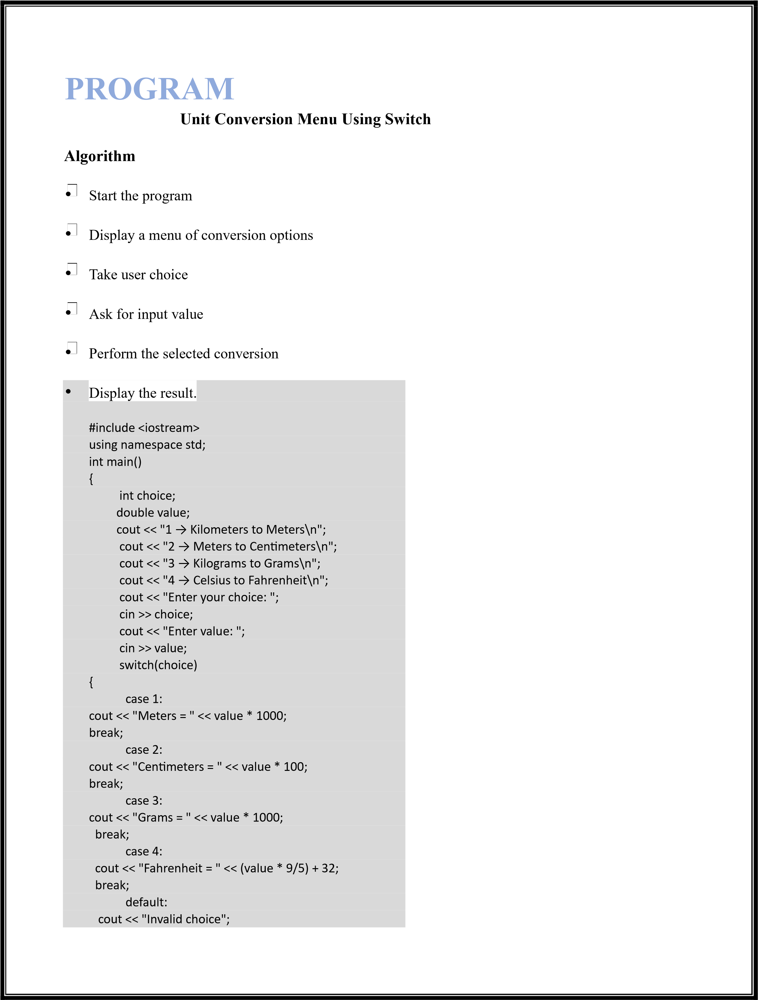 PROGRAM
Unit Conversion Menu Using Switch
Algorithm
• Start the program
• Display a menu of conversion options
• Take user choice
• Ask for input value
• Perform the selected conversion
• Display the result.
#include <iostream>
using namespace std;
int main()
{
int choice;
double value;
cout << "1 → Kilometers to Meters\n";
cout << "2 → Meters to Centimeters\n";
cout << "3 → Kilograms to Grams\n";
cout << "4 → Celsius to Fahrenheit\n";
cout << "Enter your choice: ";
cin >> choice;
cout << "Enter value: ";
cin >> value;
switch(choice)
{
case 1:
cout << "Meters = " << value * 1000;
break;
case 2:
cout << "Centimeters = " << value * 100;
break;
case 3:
cout << "Grams = " << value * 1000;
break;
case 4:
cout << "Fahrenheit = " << (value * 9/5) + 32;
break;
default:
cout << "Invalid choice";